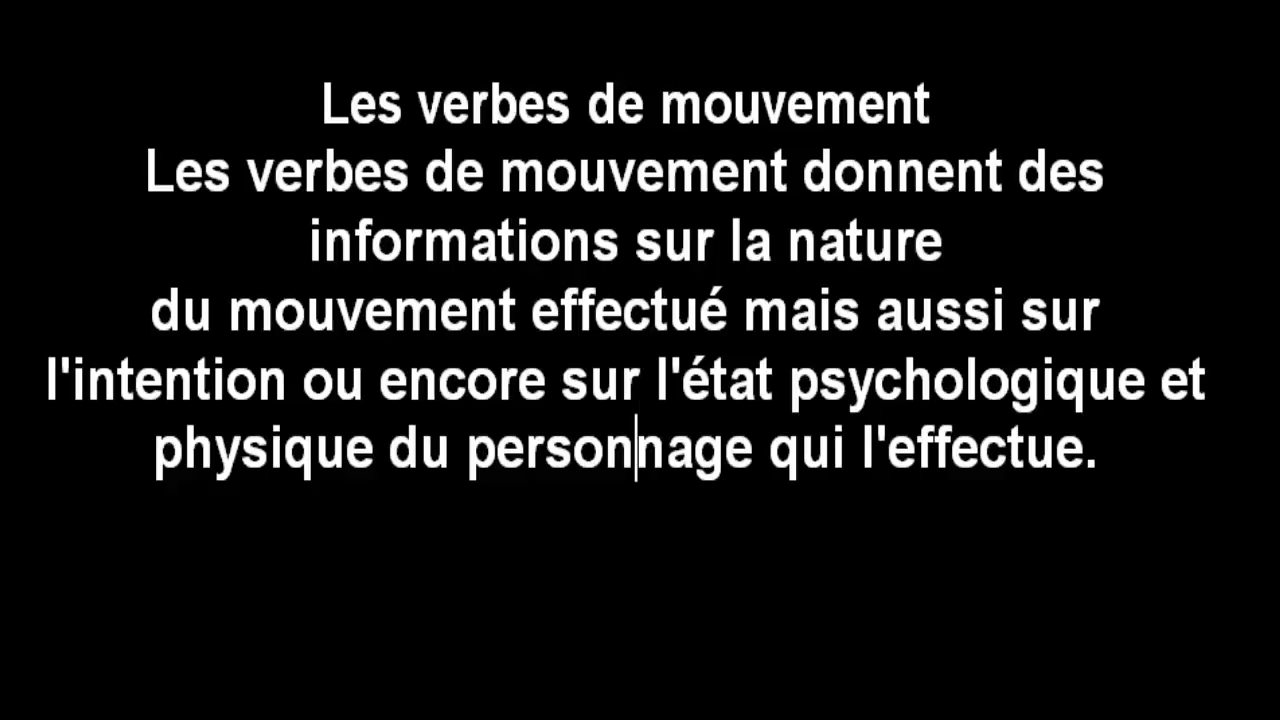 Les verbes de mouvement
Les verbes de mouvement donnent des
informations sur la nature
du mouvement effectué mais aussi sur
l'intention ou encore sur l'état psychologique et
physique du personnage qui l'effectue.